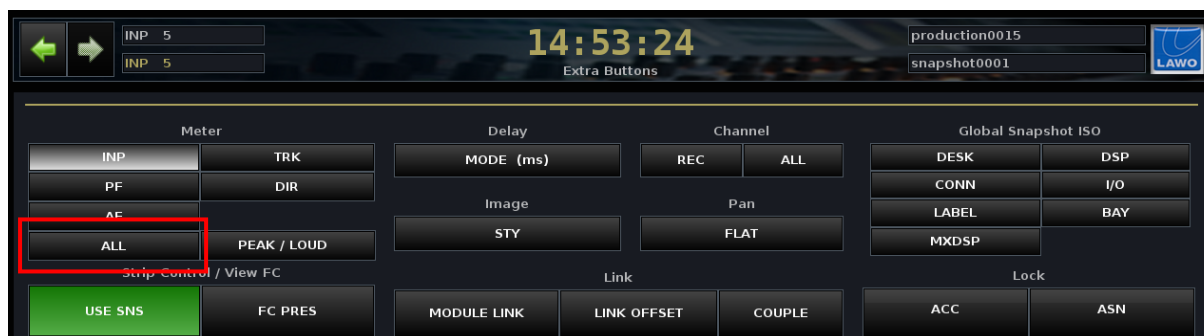 INP 5
INP 5
14:53:24
Extra Buttons
production0015
snapshot0001
LAWO
Meter
INP TRK
PF DIR
AF
ALL PEAK / LOUD
Delay
MODE (ms)
Image
STY
Channel
REC ALL
Pan
FLAT
Global Snapshot ISO
DESK DSP
CONN I/O
LABEL BAY
MXDSP
Strip Control / View FC
USE SNS FC PRES
Link
MODULE LINK LINK OFFSET COUPLE
Lock
ACC ASN